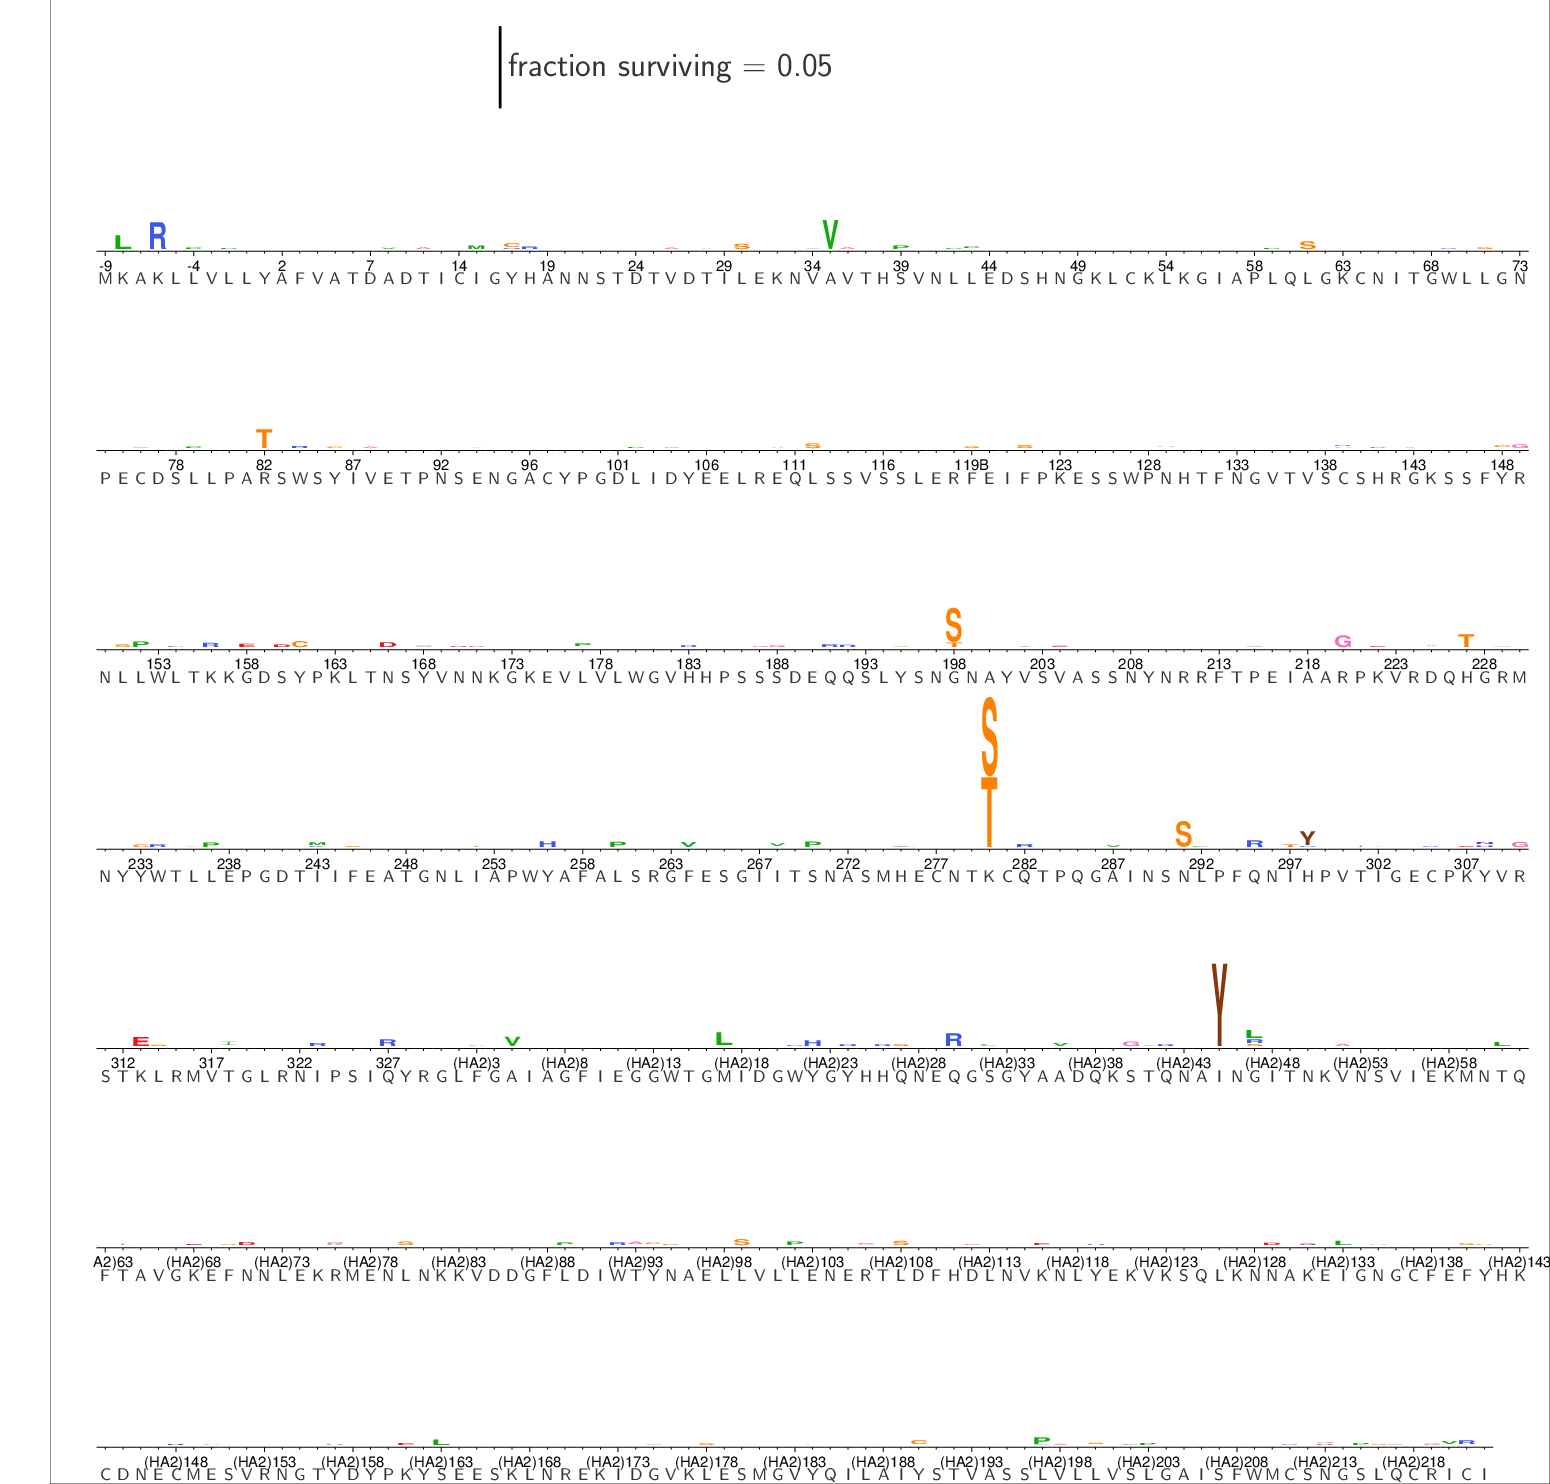 fraction surviving = 0.05
L R V
-9 -4 2 7 14 19 24 29 34 39 44 49 54 59 63 68 73
M K A K L L V L L Y A F V A T D A D T I C I G Y H A N N S T D T V D T I L E K N V A V T H S V N L L E D S H N G K L C K L K G I A P L Q L G K C N I T G W L L G N
T
78 82 87 92 96 101 106 111 116 119B 123 128 133 138 143 148
P E C D S L L P A R S W S Y I V E T P N S E N G A C Y P G D L I D Y E E L R E Q L S S V S S L E R F E I F P K E S S W P N H T F N G V T V S C S H R G K S S F Y R
S
P R E C D G T
153 158 163 168 173 178 183 188 193 198 203 208 213 218 223 228
N L L W L T K K G D S Y P K L T N S Y V N N K G K E V L V L W G V H H P S S S D E Q Q S L Y S N G N A Y V S V A S S N Y N R R F T P E I A A R P K V R D Q H G R M
S
T
S Y
P M H P V P R R G
233 238 243 248 253 258 263 267 272 277 282 287 292 297 302 307
N Y Y W T L L E P G D T I I F E A T G N L I A P W Y A F A L S R G F E S G I I T S N A S M H E C N T K C Q T P Q G A I N S N L P F Q N I H P V T I G E C P K Y V R
Y
E R V L H R L
312 317 322 327 (HA2)3 (HA2)8 (HA2)13 (HA2)18 (HA2)23 (HA2)28 (HA2)33 (HA2)38 (HA2)43 (HA2)48 (HA2)53 (HA2)58
S T K L R M V T G L R N I P S I Q Y R G L F G A I A G F I E G G W T G M I D G W Y G Y H H Q N E Q G S G Y A A D Q K S T Q N A I N G I T N K V N S V I E K M N T Q
A2)63 (HA2)68 (HA2)73 (HA2)78 (HA2)83 (HA2)88 (HA2)93 (HA2)98 (HA2)103 (HA2)108 (HA2)113 (HA2)118 (HA2)123 (HA2)128 (HA2)133 (HA2)138 (HA2)143
F T A V G K E F N N L E K R M E N L N K K V D D G F L D I W T Y N A E L L V L L E N E R T L D F H D L N V K N L Y E K V K S Q L K N N A K E I G N G C F E F Y H K
L P
(HA2)148 (HA2)153 (HA2)158 (HA2)163 (HA2)168 (HA2)173 (HA2)178 (HA2)183 (HA2)188 (HA2)193 (HA2)198 (HA2)203 (HA2)208 (HA2)213 (HA2)218
C D N E C M E S V R N G T Y D Y P K Y S E E S K L N R E K I D G V K L E S M G V Y Q I L A I Y S T V A S S L V L L V S L G A I S F W M C S N G S L Q C R I C I